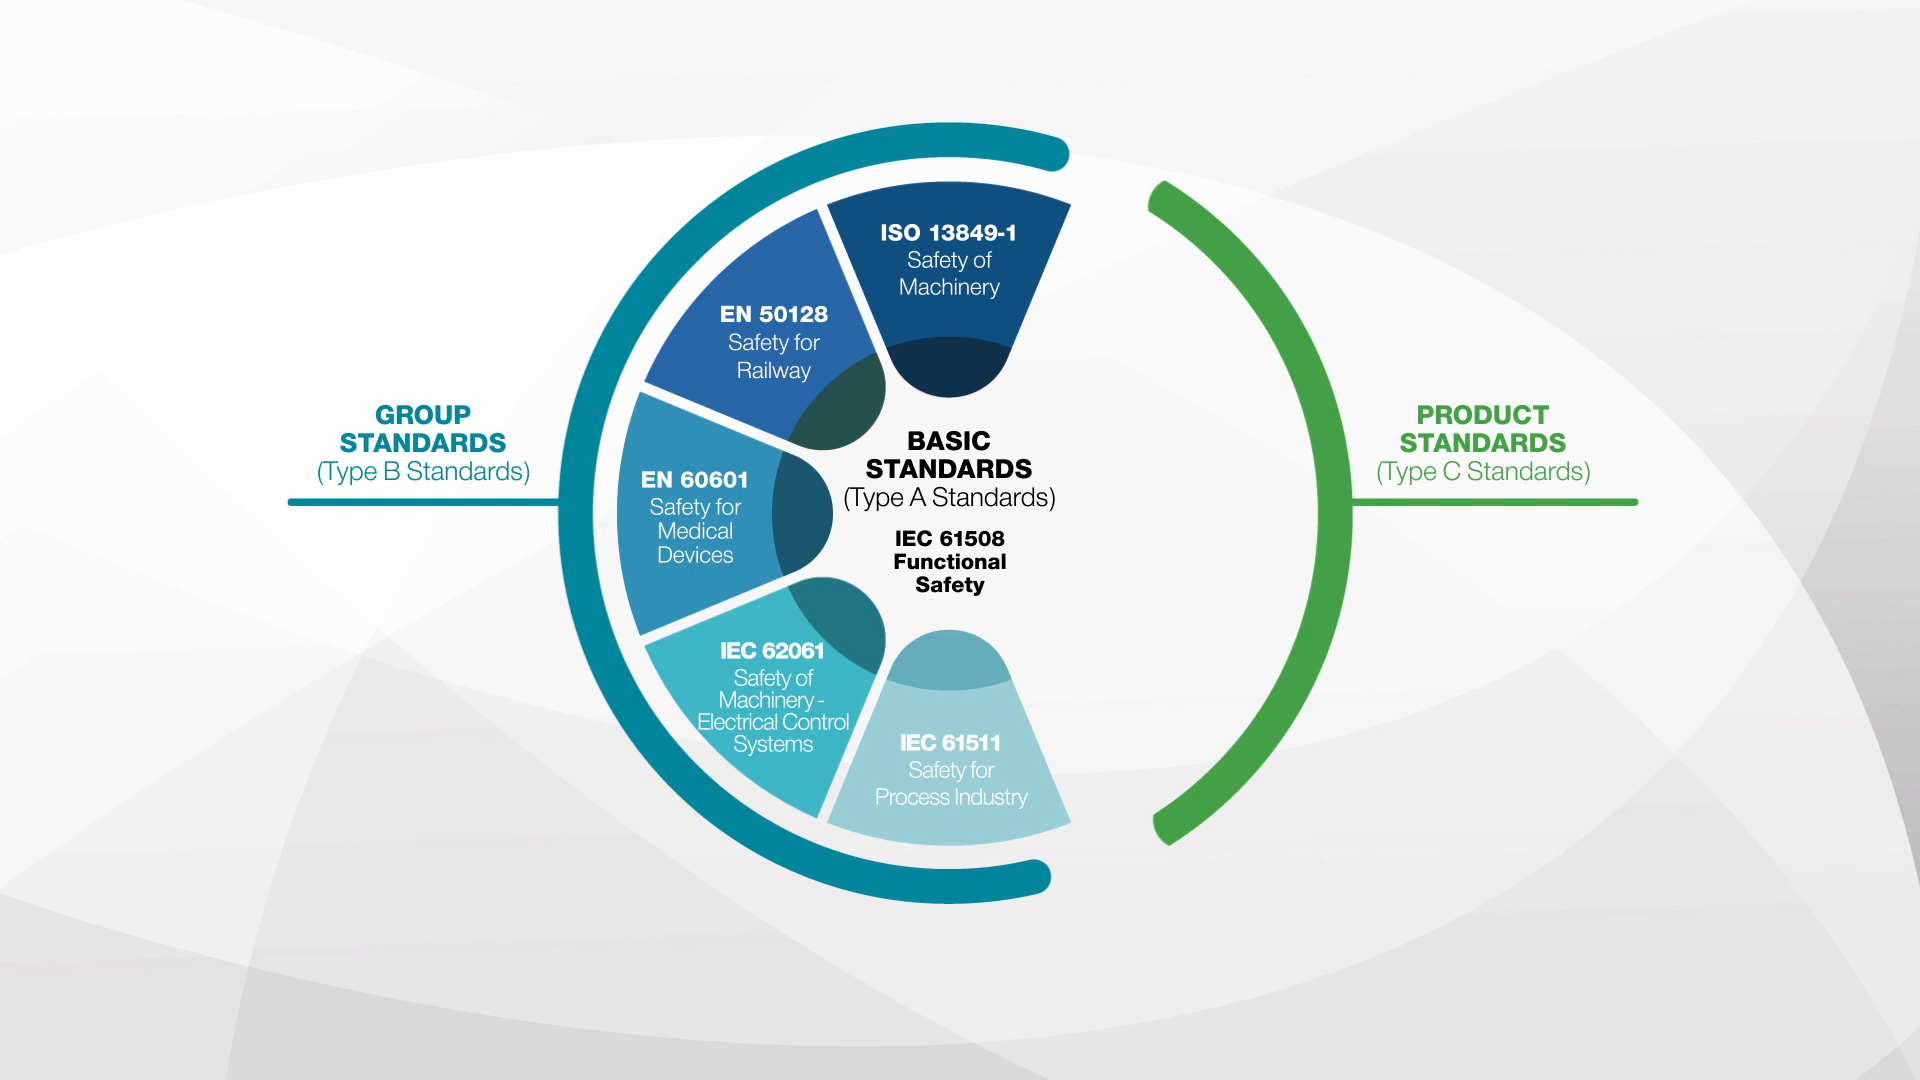 ISO 13849-1
Safety of
Machinery
EN 50128
Safety for
Railway
GROUP
STANDARDS
(Type B Standards)
EN 60601
Safety for
Medical
Devices
BASIC
STANDARDS
(Type A Standards)
IEC 61508
Functional
Safety
PRODUCT
STANDARDS
(Type C Standards)
IEC 62061
Safety of
Machinery -
Electrical Control
Systems
IEC 61511
Safety for
Process Industry